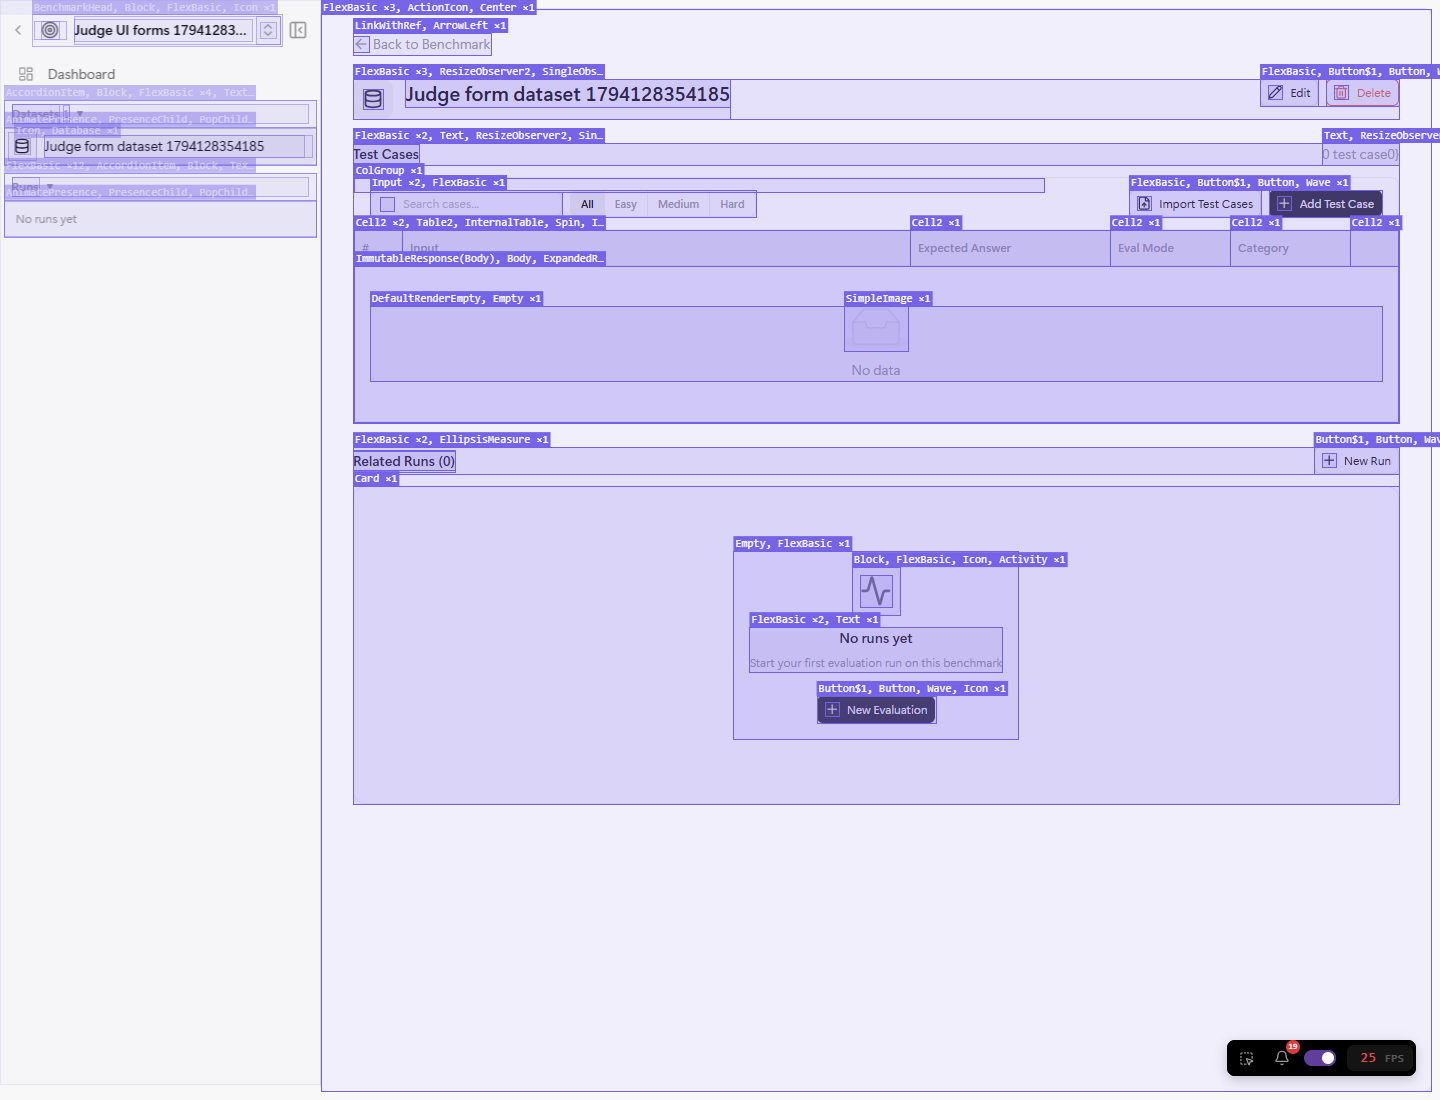 BenchmarkHead, Block, FlexBasic, Icon ×1
Judge UI forms 17941283...
Dashboard
AccordionItem, Block, FlexBasic ×4, Text…
Datasets
AnimatePresence, PresenceChild, PopChild…
Icon, Database ×1
Judge form dataset 1794128354185
FlexBasic ×12, AccordionItem, Block, Tex…
Runs
AnimatePresence, PresenceChild, PopChild…
No runs yet
FlexBasic ×3, ActionIcon, Center ×1
LinkWithRef, ArrowLeft ×1
Back to Benchmark
FlexBasic ×3, ResizeObserver2, SingleObs…
FlexBasic, Button$1, Button, W
Judge form dataset 1794128354185
Edit
Delete
FlexBasic ×2, Text, ResizeObserver2, Sin…
Text, ResizeObserve
Test Cases
0 test case0}
ColGroup ×1
Input ×2, FlexBasic ×1
FlexBasic, Button$1, Button, Wave ×1
Search cases...
All
Easy
Medium
Hard
Import Test Cases
Add Test Case
Cell2 ×2, Table2, InternalTable, Spin, I…
Cell2 ×1
Cell2 ×1
Cell2 ×1
Cell2 ×1
#
Input
Expected Answer
Eval Mode
Category
ImmutableResponse(Body), Body, ExpandedR…
DefaultRenderEmpty, Empty ×1
SimpleImage ×1
No data
FlexBasic ×2, EllipsisMeasure ×1
Button$1, Button, Wav
Related Runs (0)
New Run
Card ×1
Empty, FlexBasic ×1
Block, FlexBasic, Icon, Activity ×1
FlexBasic ×2, Text ×1
No runs yet
Start your first evaluation run on this benchmark
Button$1, Button, Wave, Icon ×1
New Evaluation
19
25 FPS